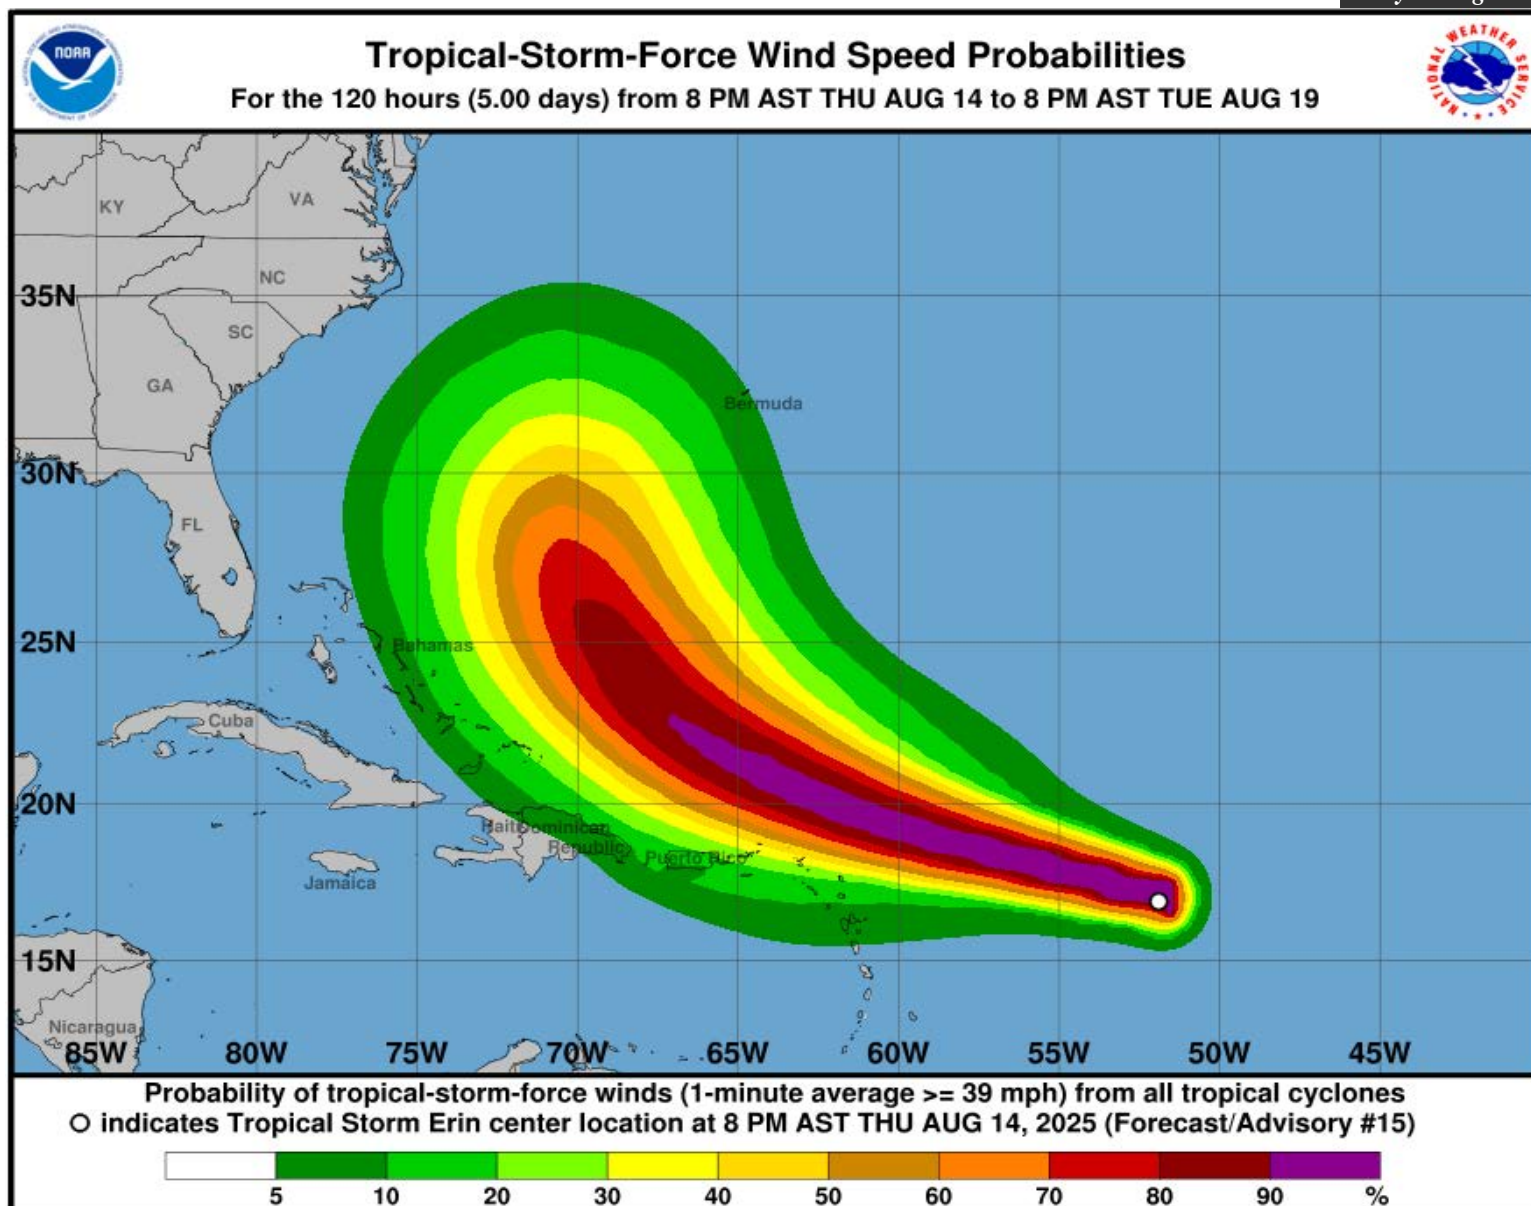 Tropical-Storm-Force Wind Speed Probabilities
For the 120 hours (5.00 days) from 8 PM AST THU AUG 14 to 8 PM AST TUE AUG 19
NOAA
NATIONAL WEATHER SERVICE
KY
VA
NC
35N
SC
GA
Bermuda
30N
FL
25N
Bahamas
Cuba
20N
Haiti
Dominican
Republic
Puerto Rico
Jamaica
15N
Nicaragua
85W 80W 75W 70W 65W 60W 55W 50W 45W
Probability of tropical-storm-force winds (1-minute average >= 39 mph) from all tropical cyclones
indicates Tropical Storm Erin center location at 8 PM AST THU AUG 14, 2025 (Forecast/Advisory #15)
5 10 20 30 40 50 60 70 80 90 %